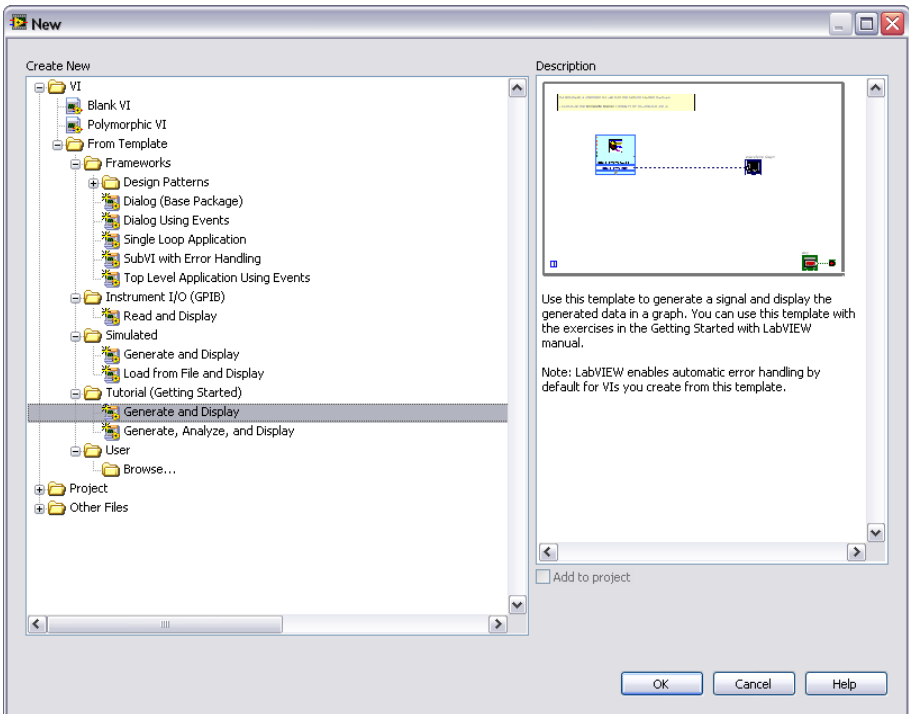 New
Create New
Description
VI
Blank VI
Polymorphic VI
From Template
Frameworks
Design Patterns
Dialog (Base Package)
Dialog Using Events
Single Loop Application
SubVI with Error Handling
Top Level Application Using Events
Instrument I/O (GPIB)
Read and Display
Simulated
Generate and Display
Load from File and Display
Tutorial (Getting Started)
Generate and Display
Generate, Analyze, and Display
User
Browse...
Project
Other Files
Use this template to generate a signal and display the
generated data in a graph. You can use this template with
the exercises in the Getting Started with LabVIEW
manual.
Note: LabVIEW enables automatic error handling by
default for VIs you create from this template.
Add to project
OK
Cancel
Help